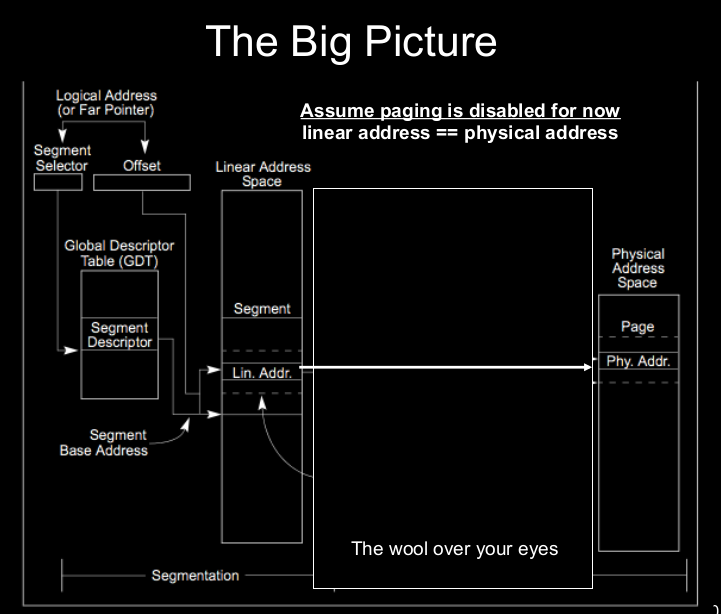 The Big Picture
Logical Address
(or Far Pointer)
Assume paging is disabled for now
linear address == physical address
Segment
Selector
Offset
Linear Address
Space
Global Descriptor
Table (GDT)
Physical
Address
Space
Segment
Page
Segment
Descriptor
Lin. Addr.
Phy. Addr.
Segment
Base Address
The wool over your eyes
Segmentation